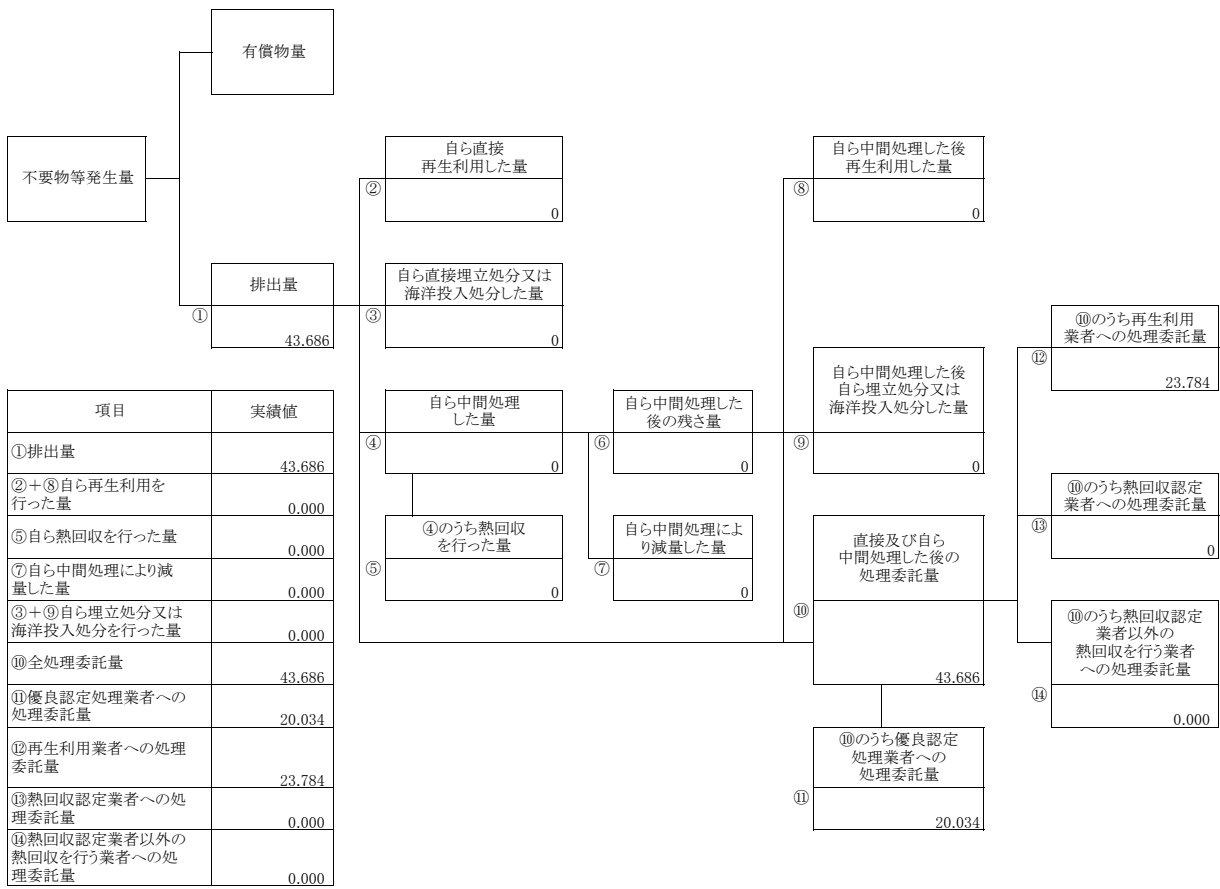 有償物量
不要物等発生量
自ら直接
再生利用した量
②
0
自ら中間処理した後
再生利用した量
⑧
0
排出量
①
43.686
自ら直接埋立処分又は
海洋投入処分した量
③
0
自ら中間処理
した量
④
0
自ら中間処理した
後の残さ量
⑥
0
自ら中間処理した後
自ら埋立処分又は
海洋投入処分した量
⑨
0
⑩のうち再生利用
業者への処理委託量
⑫
23.784
④のうち熱回収
を行った量
⑤
0
自ら中間処理によ
り減量した量
⑦
0
直接及び自ら
中間処理した後の
処理委託量
⑩
43.686
⑩のうち熱回収認定
業者への処理委託量
⑬
0
⑩のうち熱回収認定
業者以外の
熱回収を行う業者
への処理委託量
⑭
0.000
⑩のうち優良認定
処理業者への
処理委託量
⑪
20.034
項目 実績値
①排出量
43.686
②+⑧自ら再生利用を
行った量
0.000
⑤自ら熱回収を行った量
0.000
⑦自ら中間処理により減
量した量
0.000
③+⑨自ら埋立処分又は
海洋投入処分を行った量
0.000
⑩全処理委託量
43.686
⑪優良認定処理業者への
処理委託量
20.034
⑫再生利用業者への処理
委託量
23.784
⑬熱回収認定業者への処
理委託量
0.000
⑭熱回収認定業者以外の
熱回収を行う業者への処
理委託量
0.000